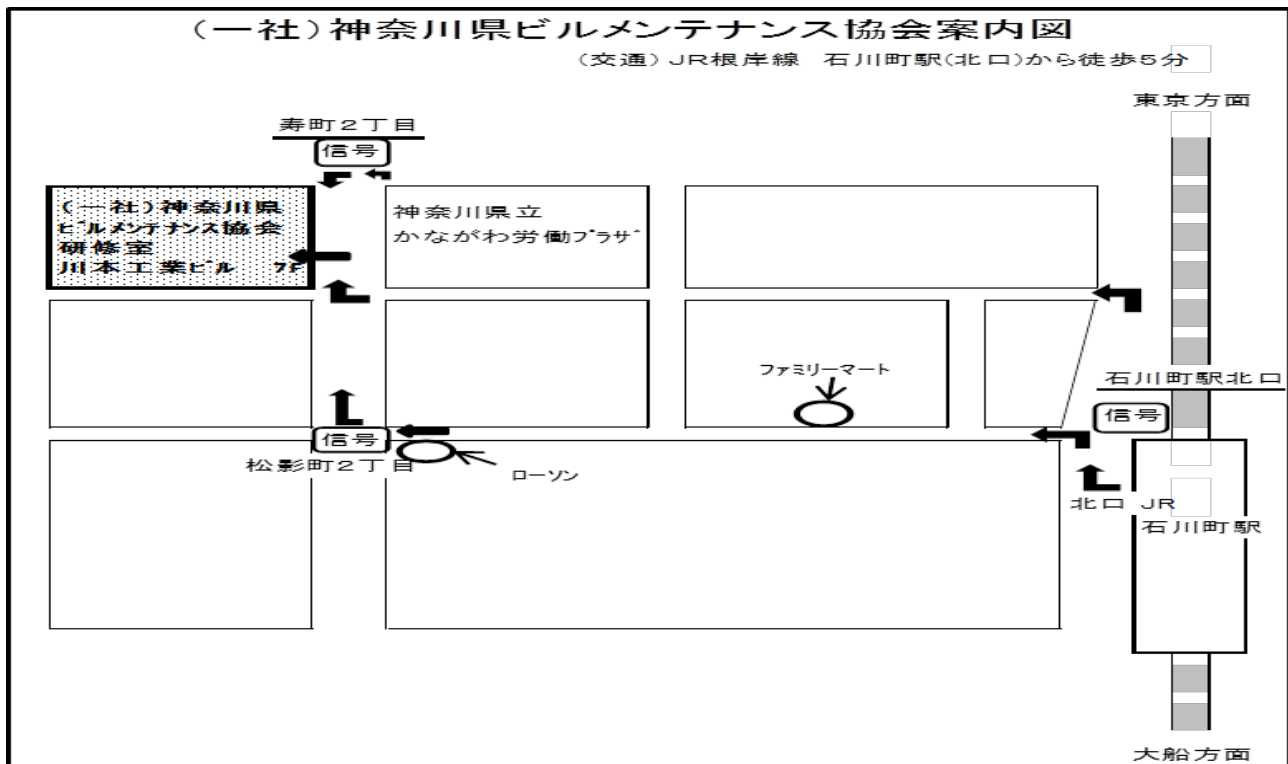 (一社)神奈川県ビルメンテナンス協会案内図
(交通)JR根岸線 石川町駅(北口)から徒歩5分
東京方面
寿町2丁目
信号
(一社)神奈川県
ﾋﾞﾙﾒﾝﾃﾅﾝｽ協会
研修室
川本工業ビル 7F
神奈川県立
かながわ労働ﾌﾟﾗｻﾞ
ファミリーマート
石川町駅北口
信号
信号
松影町2丁目
ローソン
北口 JR
石川町駅
大船方面